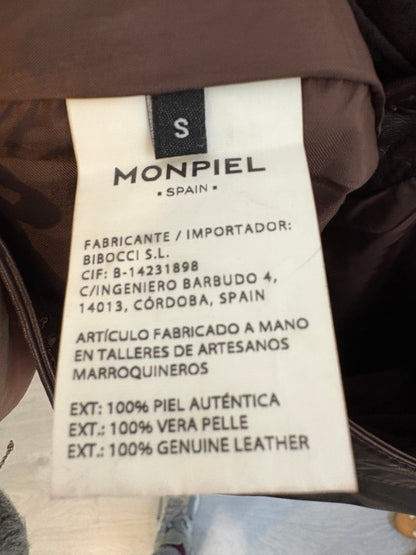 S
MONPIEL
▪ SPAIN ▪
FABRICANTE / IMPORTADOR:
BIBOCCI S.L.
CIF: B-14231898
C/INGENIERO BARBUDO 4,
14013, CÓRDOBA, SPAIN
ARTÍCULO FABRICADO A MANO
EN TALLERES DE ARTESANOS
MARROQUINEROS
EXT: 100% PIEL AUTÉNTICA
EXT.: 100% VERA PELLE
EXT.: 100% GENUINE LEATHER